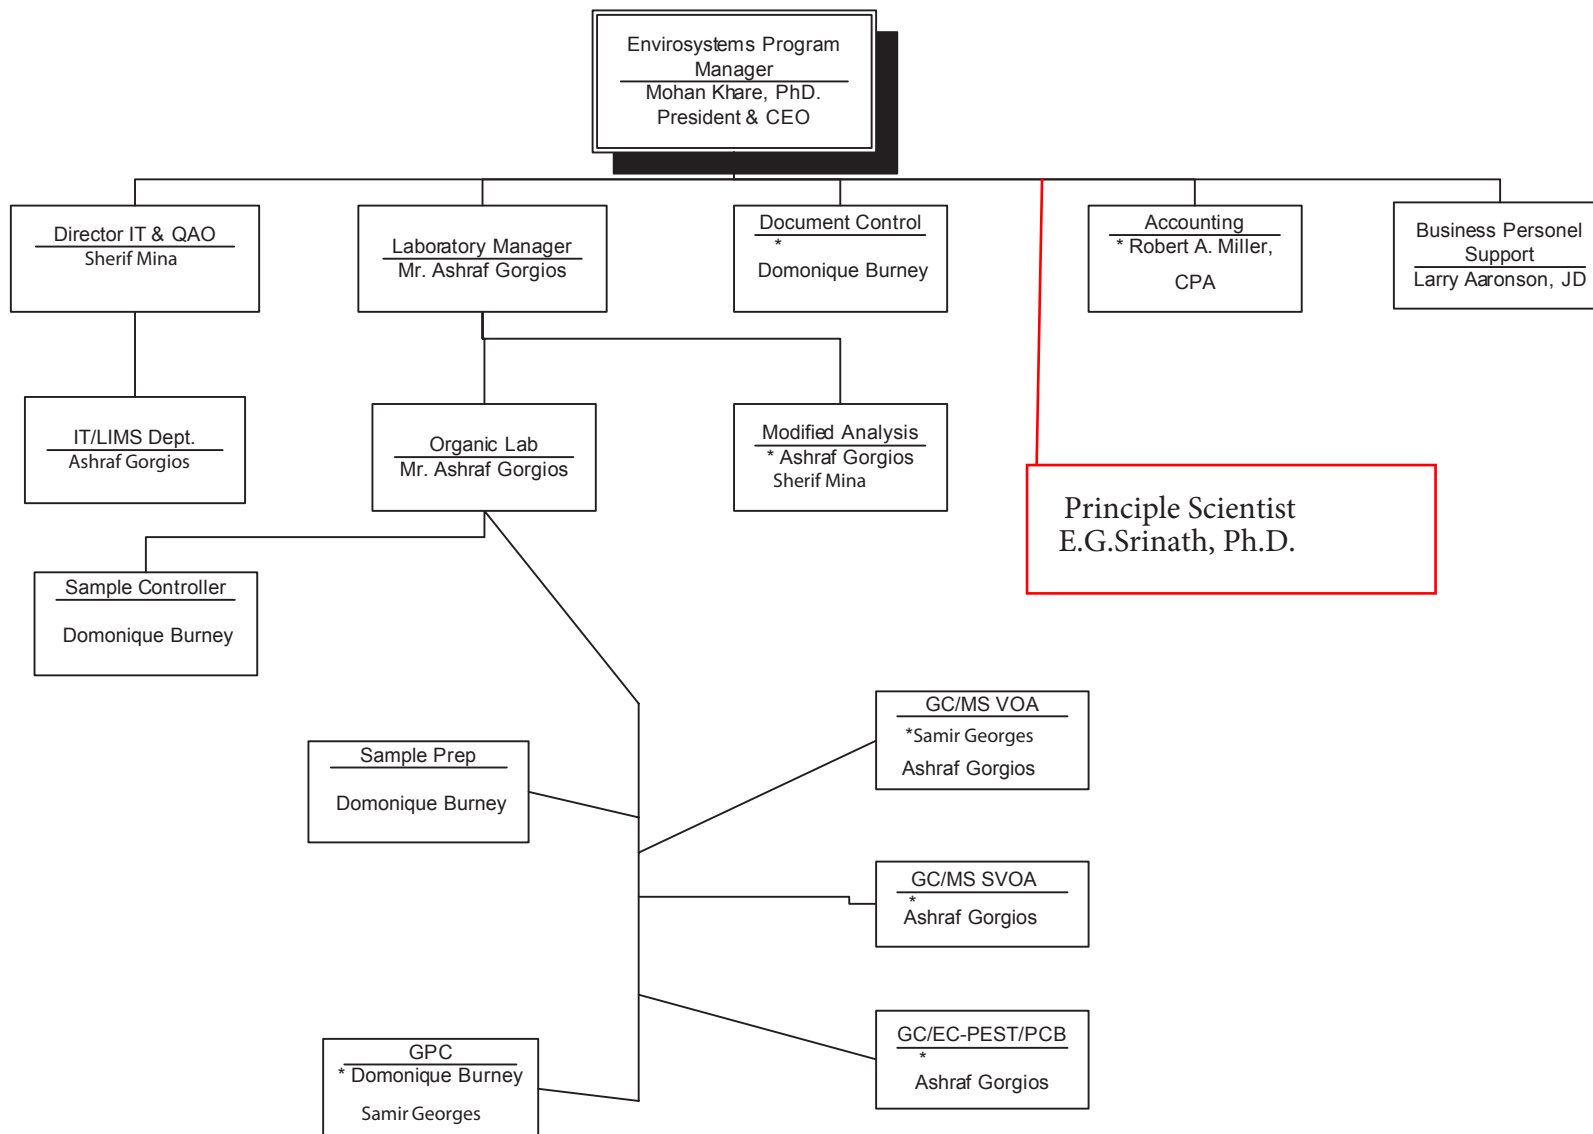 Envirosystems Program
Manager
Mohan Khare, PhD.
President & CEO
Director IT & QAO
Sherif Mina
Laboratory Manager
Mr. Ashraf Gorgios
Document Control
*
Domonique Burney
Accounting
* Robert A. Miller,
CPA
Business Personel
Support
Larry Aaronson, JD
IT/LIMS Dept.
Ashraf Gorgios
Organic Lab
Mr. Ashraf Gorgios
Modified Analysis
* Ashraf Gorgios
Sherif Mina
Principle Scientist
E.G.Srinath, Ph.D.
Sample Controller
Domonique Burney
Sample Prep
Domonique Burney
GC/MS VOA
*Samir Georges
Ashraf Gorgios
GC/MS SVOA
*
Ashraf Gorgios
GPC
* Domonique Burney
Samir Georges
GC/EC-PEST/PCB
*
Ashraf Gorgios